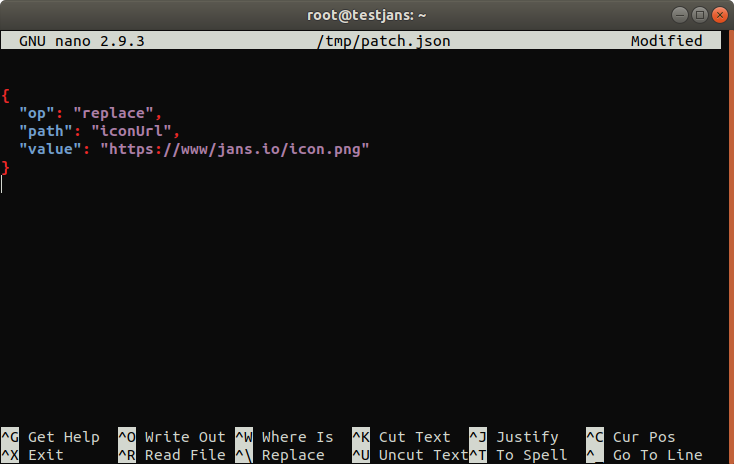 root@testjans: ~
GNU nano 2.9.3 /tmp/patch.json Modified
{
"op": "replace",
"path": "iconUrl",
"value": "https://www/jans.io/icon.png"
}
^G Get Help ^O Write Out ^W Where Is ^K Cut Text ^J Justify ^C Cur Pos
^X Exit ^R Read File ^\ Replace ^U Uncut Text ^T To Spell ^_ Go To Line